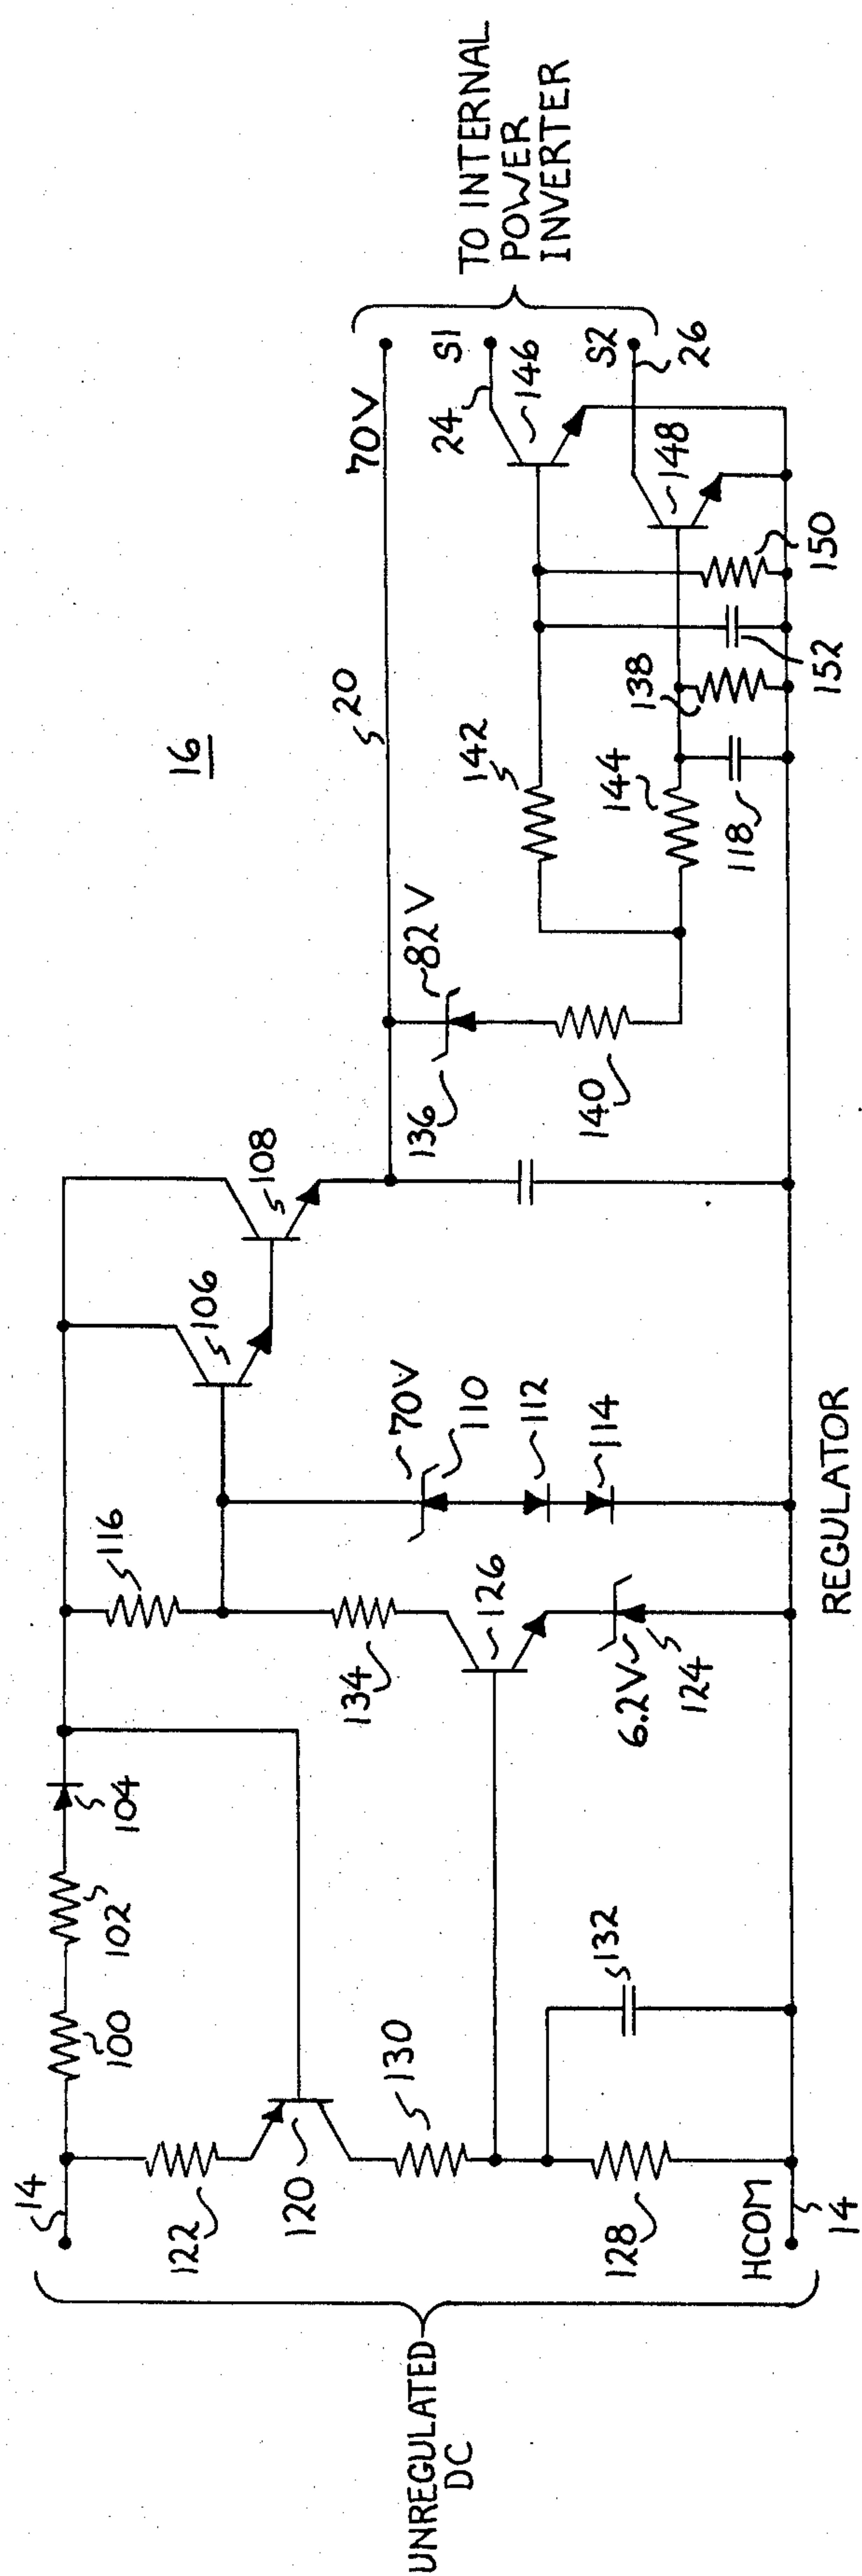 16
UNREGULATED
DC
14
122
120
130
128
HCOM
14
100
102
104
132
116
134
126
6.2V
124
106
108
70V
110
112
114
REGULATOR
136
82V
140
20
142
144
118
138
152
150
70V
S1
24
146
148
S2
26
TO INTERNAL
POWER
INVERTER